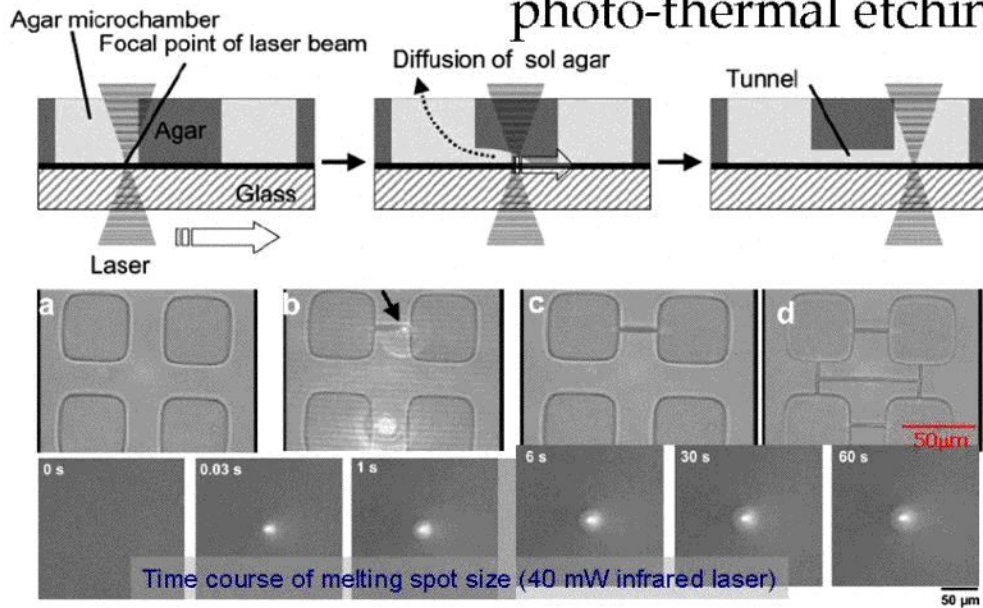 photo-thermal etchin
Agar microchamber
Focal point of laser beam
Diffusion of sol agar
Tunnel
Agar
Glass
Laser
a
b
c
d
50μm
0 s
0.03 s
1 s
6 s
30 s
60 s
Time course of melting spot size (40 mW infrared laser)
50 μm